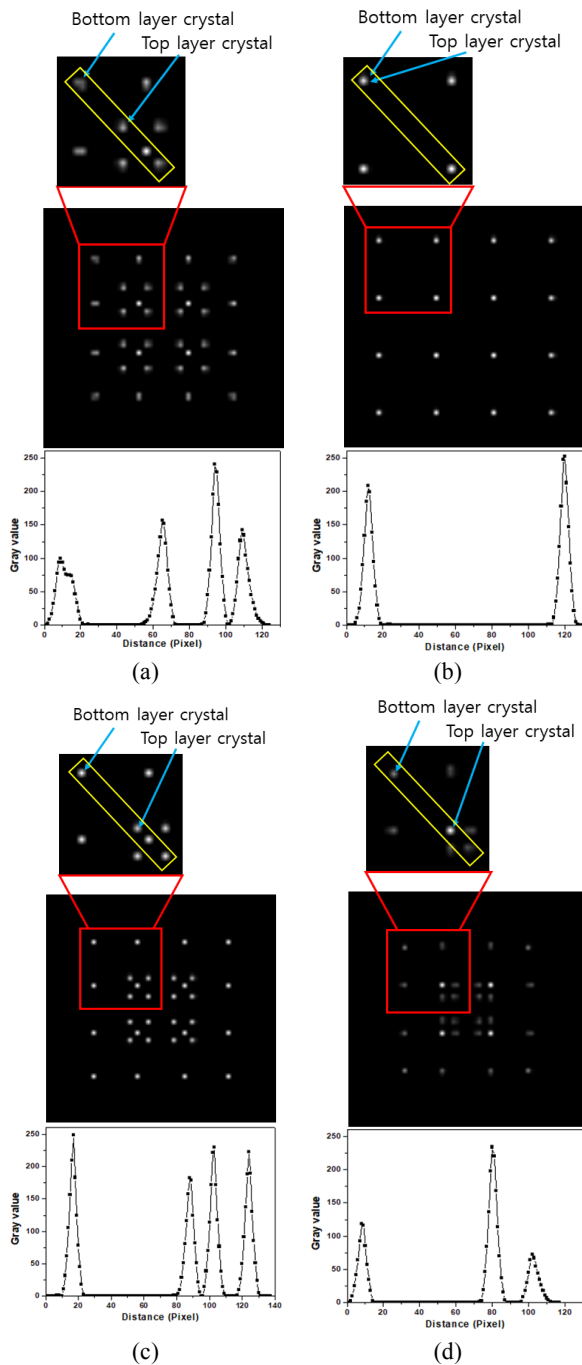 Bottom layer crystal
Top layer crystal
Bottom layer crystal
Top layer crystal
250
200
150
100
50
0
Gray value
0 20 40 60 80 100 120
Distance (Pixel)
(a)
250
200
150
100
50
0
Gray value
0 20 40 60 80 100 120
Distance (Pixel)
(b)
Bottom layer crystal
Top layer crystal
Bottom layer crystal
Top layer crystal
250
200
150
100
50
0
Gray value
0 20 40 60 80 100 120 140
Distance (Pixel)
(c)
250
200
150
100
50
0
Gray value
0 20 40 60 80 100 120
Distance (Pixel)
(d)